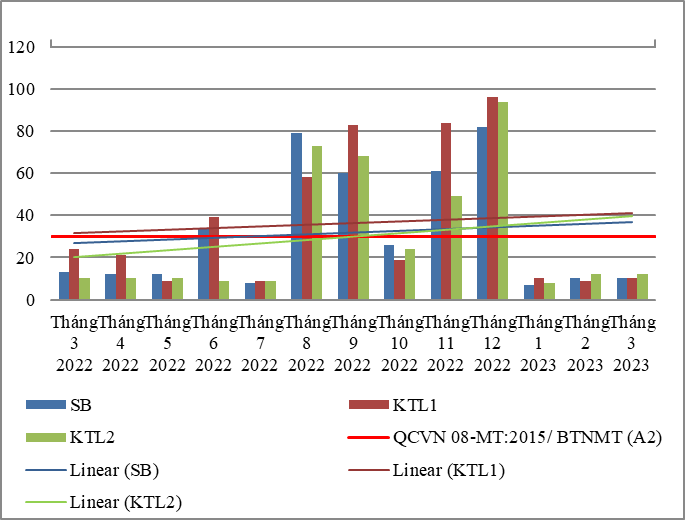 120
100
80
60
40
20
0
Tháng Tháng Tháng Tháng Tháng Tháng Tháng Tháng Tháng Tháng Tháng Tháng Tháng
3 4 5 6 7 8 9 10 11 12 1 2 3
2022 2022 2022 2022 2022 2022 2022 2022 2022 2022 2023 2023 2023
SB KTL1
KTL2 QCVN 08-MT:2015/ BTNMT (A2)
Linear (SB) Linear (KTL1)
Linear (KTL2)